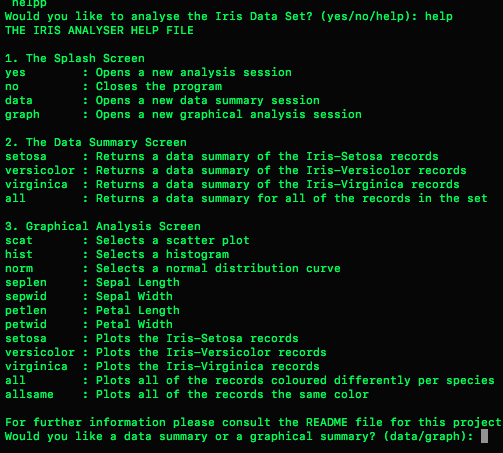 helpp
Would you like to analyse the Iris Data Set? (yes/no/help): help
THE IRIS ANALYSER HELP FILE
1. The Splash Screen
yes : Opens a new analysis session
no : Closes the program
data : Opens a new data summary session
graph : Opens a new graphical analysis session
2. The Data Summary Screen
setosa : Returns a data summary of the Iris-Setosa records
versicolor : Returns a data summary of the Iris-Versicolor records
virginica : Returns a data summary of the Iris-Virginica records
all : Returns a data summary for all of the records in the set
3. Graphical Analysis Screen
scat : Selects a scatter plot
hist : Selects a histogram
norm : Selects a normal distribution curve
seplen : Sepal Length
sepwid : Sepal Width
petlen : Petal Length
petwid : Petal Width
setosa : Plots the Iris-Setosa records
versicolor : Plots the Iris-Versicolor records
virginica : Plots the Iris-Virginica records
all : Plots all of the records coloured differently per species
allsame : Plots all of the records the same color
For further information please consult the README file for this project
Would you like a data summary or a graphical summary? (data/graph):